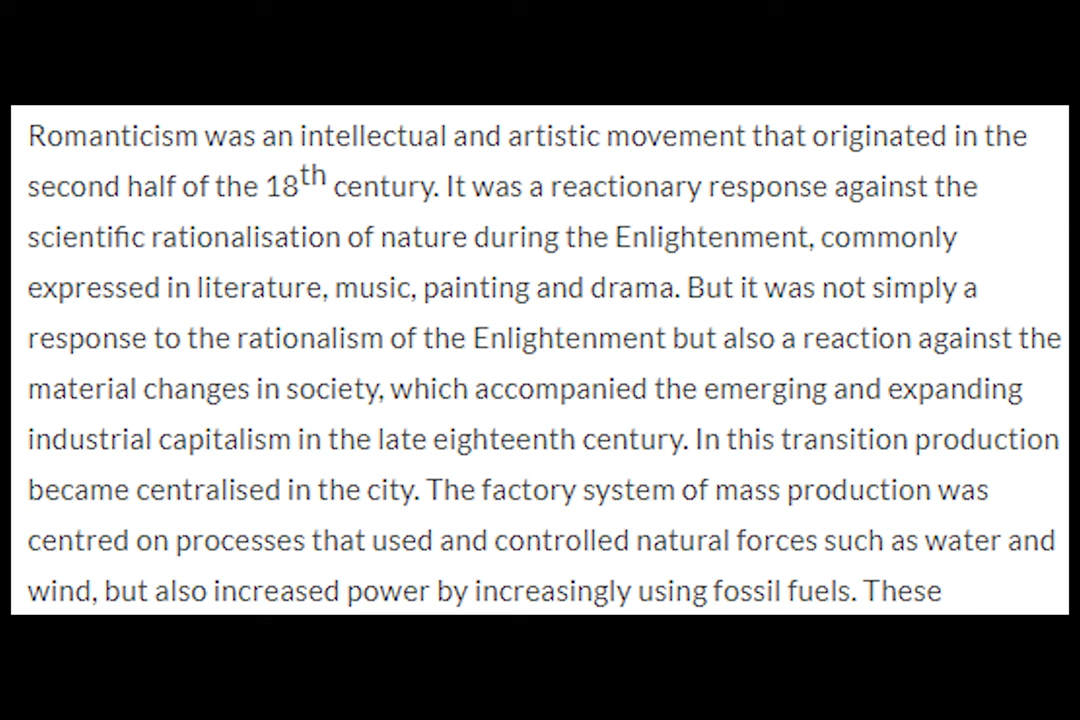 Romanticism was an intellectual and artistic movement that originated in the
second half of the 18th century. It was a reactionary response against the
scientific rationalisation of nature during the Enlightenment, commonly
expressed in literature, music, painting and drama. But it was not simply a
response to the rationalism of the Enlightenment but also a reaction against the
material changes in society, which accompanied the emerging and expanding
industrial capitalism in the late eighteenth century. In this transition production
became centralised in the city. The factory system of mass production was
centred on processes that used and controlled natural forces such as water and
wind, but also increased power by increasingly using fossil fuels. These